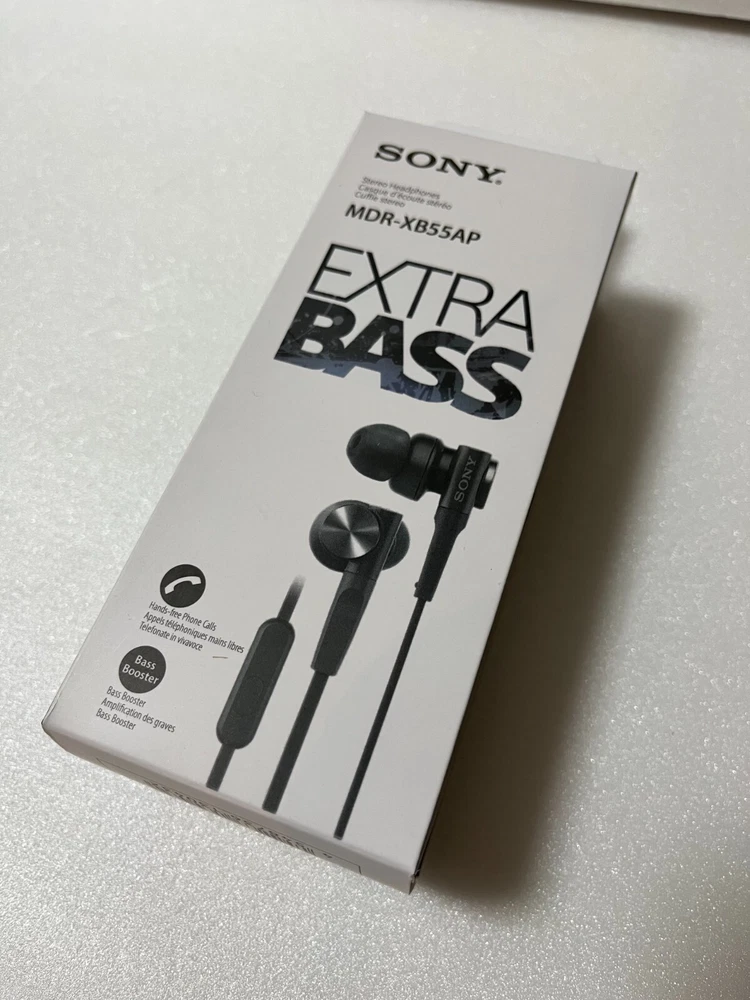 SONY
Stereo Headphones
Casque d'écoute stéréo
Cuffie stereo
MDR-XB55AP
EXTRA
BASS
SONY
Hands-free Phone Calls
Appels téléphoniques mains libres
Telefonate in vivavoce
Bass
Booster
Bass Booster
Amplification des graves
Bass Booster